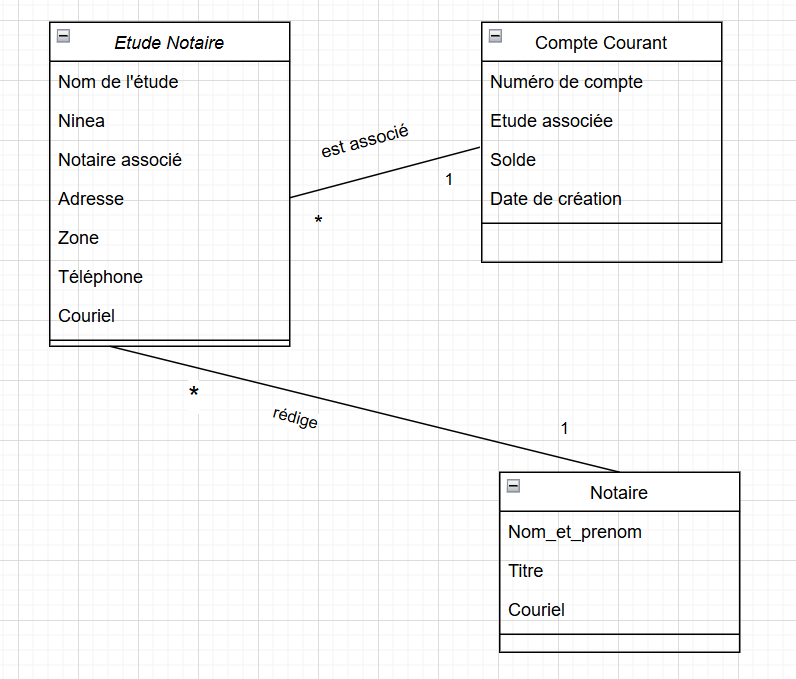 Etude Notaire
Nom de l'étude
Ninea
Notaire associé
Adresse
Zone
Téléphone
Couriel
est associé
*
1
Compte Courant
Numéro de compte
Etude associée
Solde
Date de création
*
rédige
1
Notaire
Nom_et_prenom
Titre
Couriel